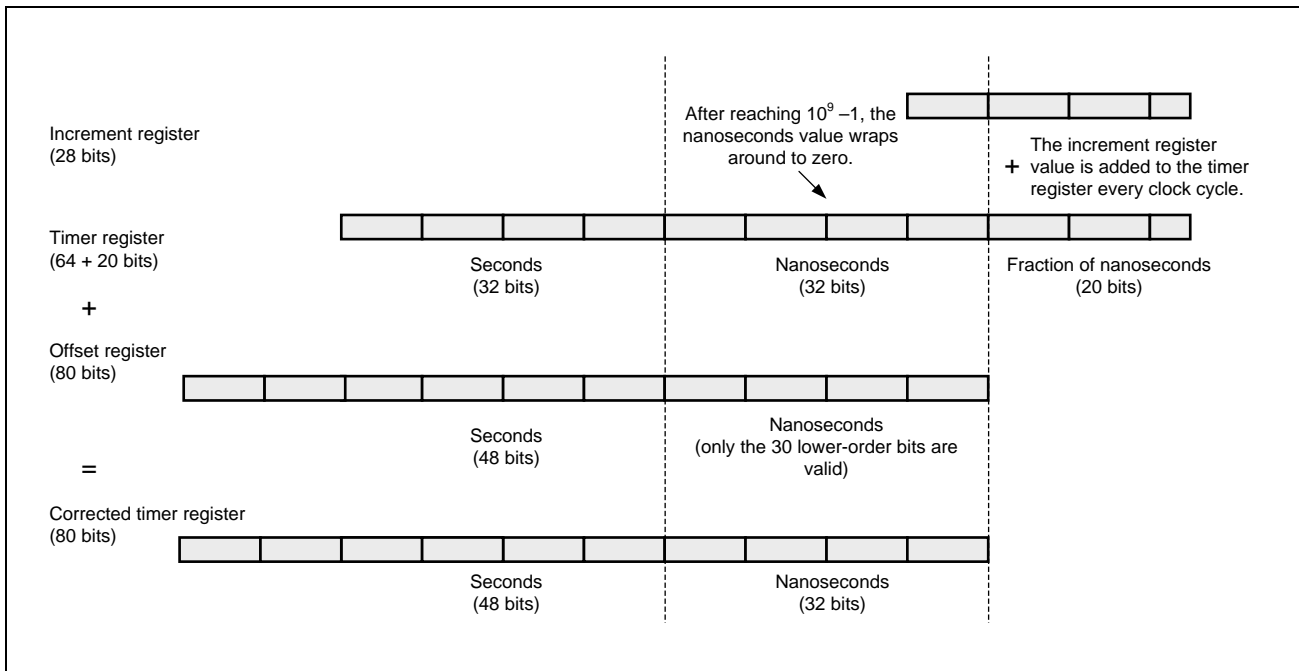 After reaching 10⁹ –1, the
nanoseconds value wraps
around to zero.
Increment register
(28 bits)
+ The increment register
value is added to the timer
register every clock cycle.
Timer register
(64 + 20 bits)
Seconds
(32 bits)
Nanoseconds
(32 bits)
Fraction of nanoseconds
(20 bits)
+
Offset register
(80 bits)
Seconds
(48 bits)
Nanoseconds
(only the 30 lower-order bits are
valid)
=
Corrected timer register
(80 bits)
Seconds
(48 bits)
Nanoseconds
(32 bits)